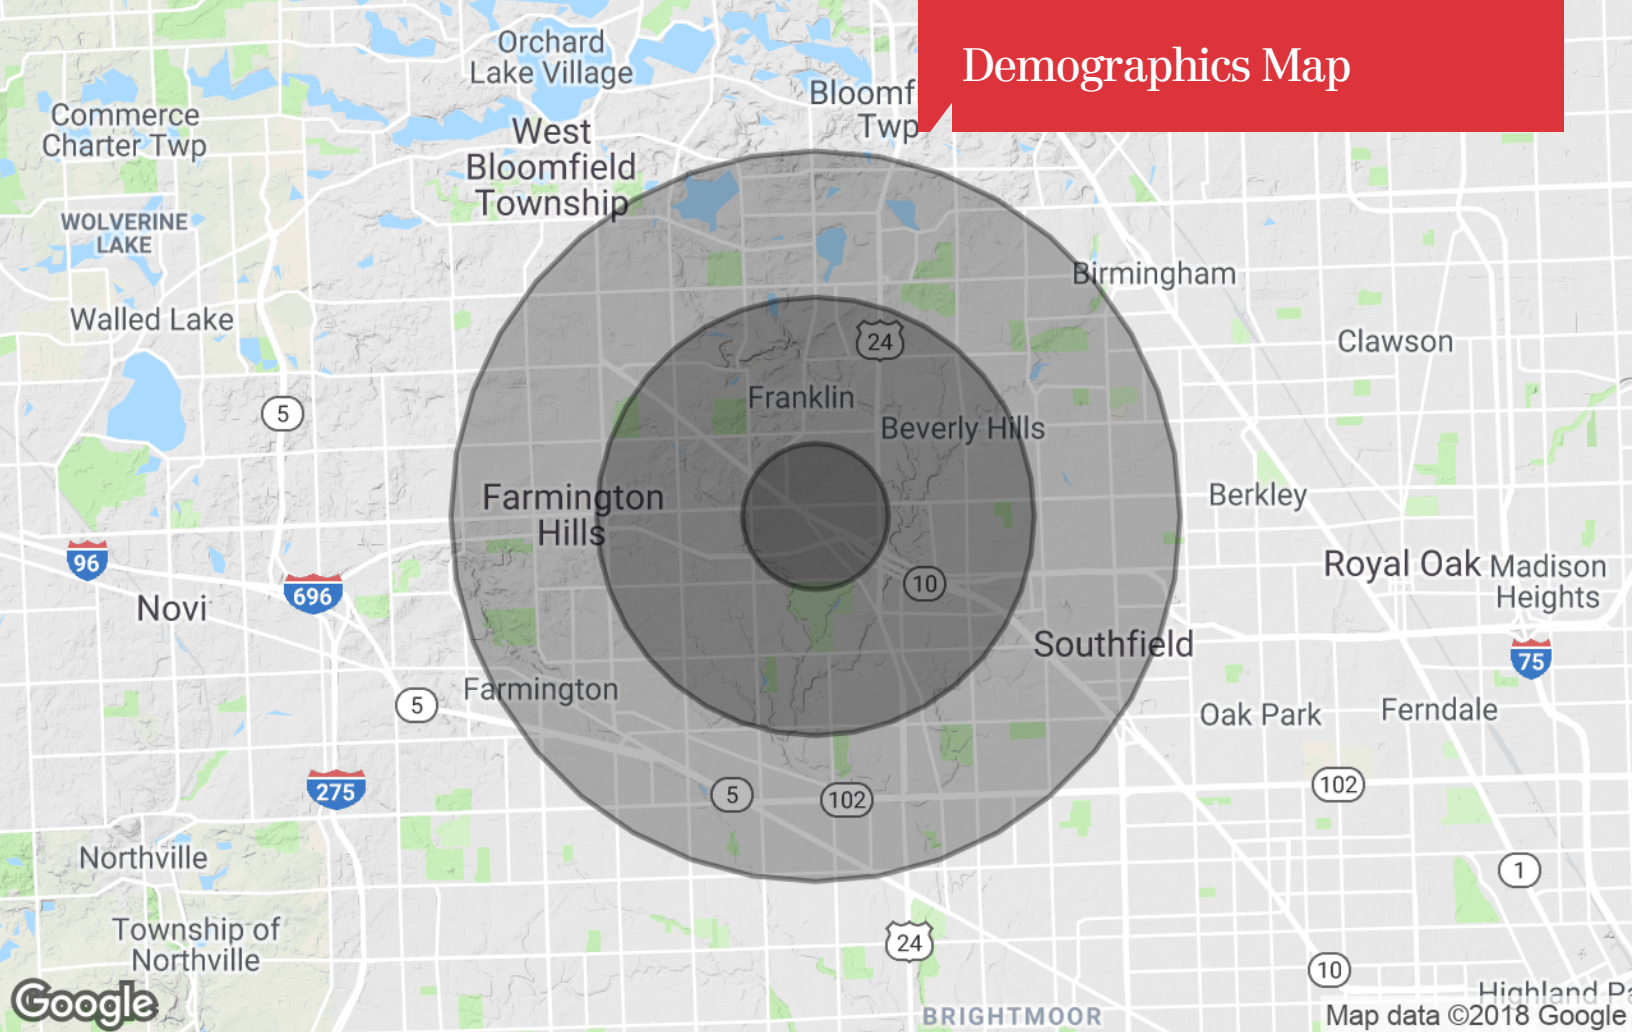 Demographics Map
Orchard
Lake Village
Bloomf
Twp
Commerce
Charter Twp
West
Bloomfield
Township
WOLVERINE
LAKE
Birmingham
Walled Lake
24
Clawson
5
Franklin
Beverly Hills
Farmington
Hills
Berkley
96
696
10
Royal Oak
Madison
Heights
Novi
Southfield
75
Farmington
5
Oak Park
Ferndale
275
5
102
102
Northville
1
Township of
Northville
24
10
Google
Highland Pa
BRIGHTMOOR
Map data ©2018 Google